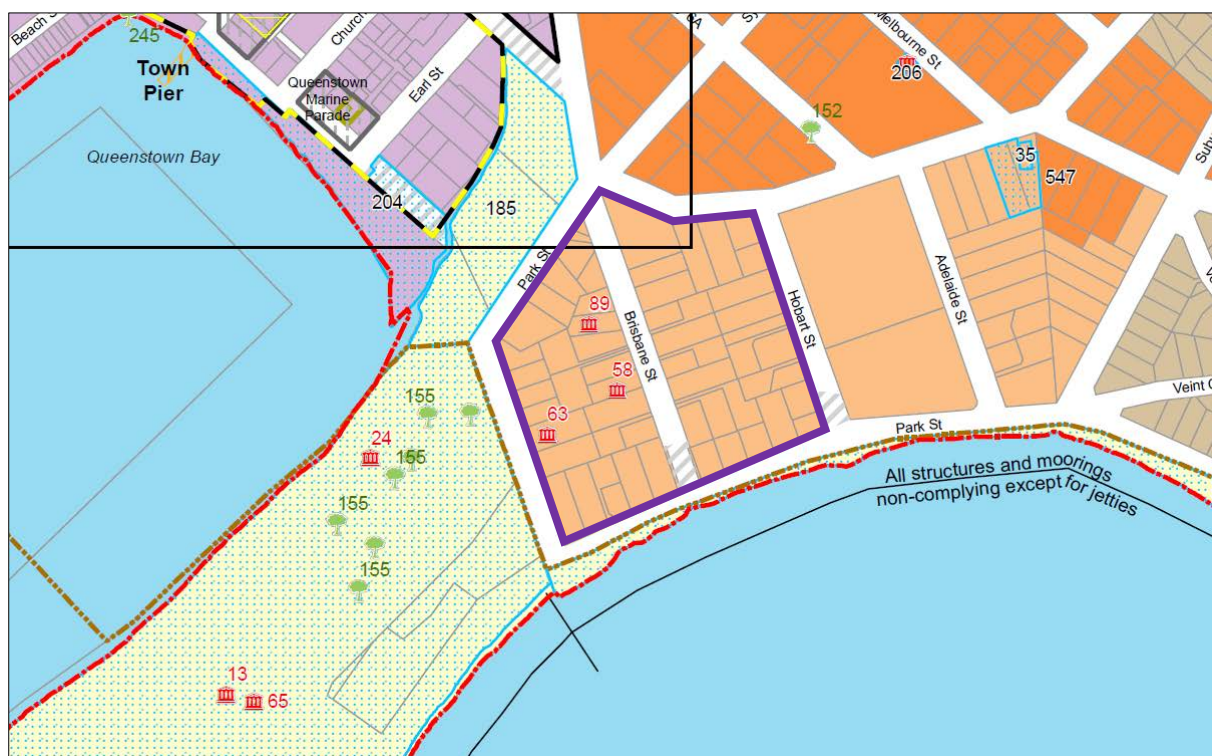 Beach S
245
Town
Pier
Church
Earl St
Queenstown
Marine
Parade
Queenstown Bay
204
185
Melbourne St
206
152
35
547
Park St
89
58
63
Brisbane St
Hobart St
Adelaide St
Park St
Veint
155
24
155
155
155
All structures and moorings
non-complying except for jetties
13
65